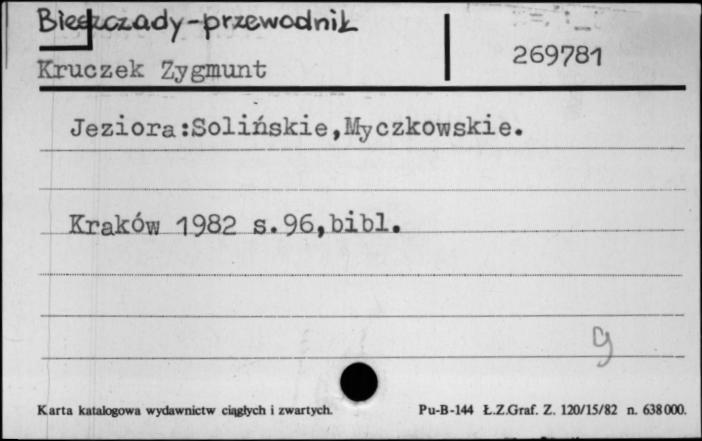 Bieszczady-przewodnik
Kruczek Zygmunt
269781
Jeziora:Solińskie,Myczkowskie.
Kraków 1982 s.96,bibl.
g
Karta katalogowa wydawnictw ciągłych i zwartych.
Pu-B-144 Ł.Z.Graf. Z. 120/15/82 n. 638000.